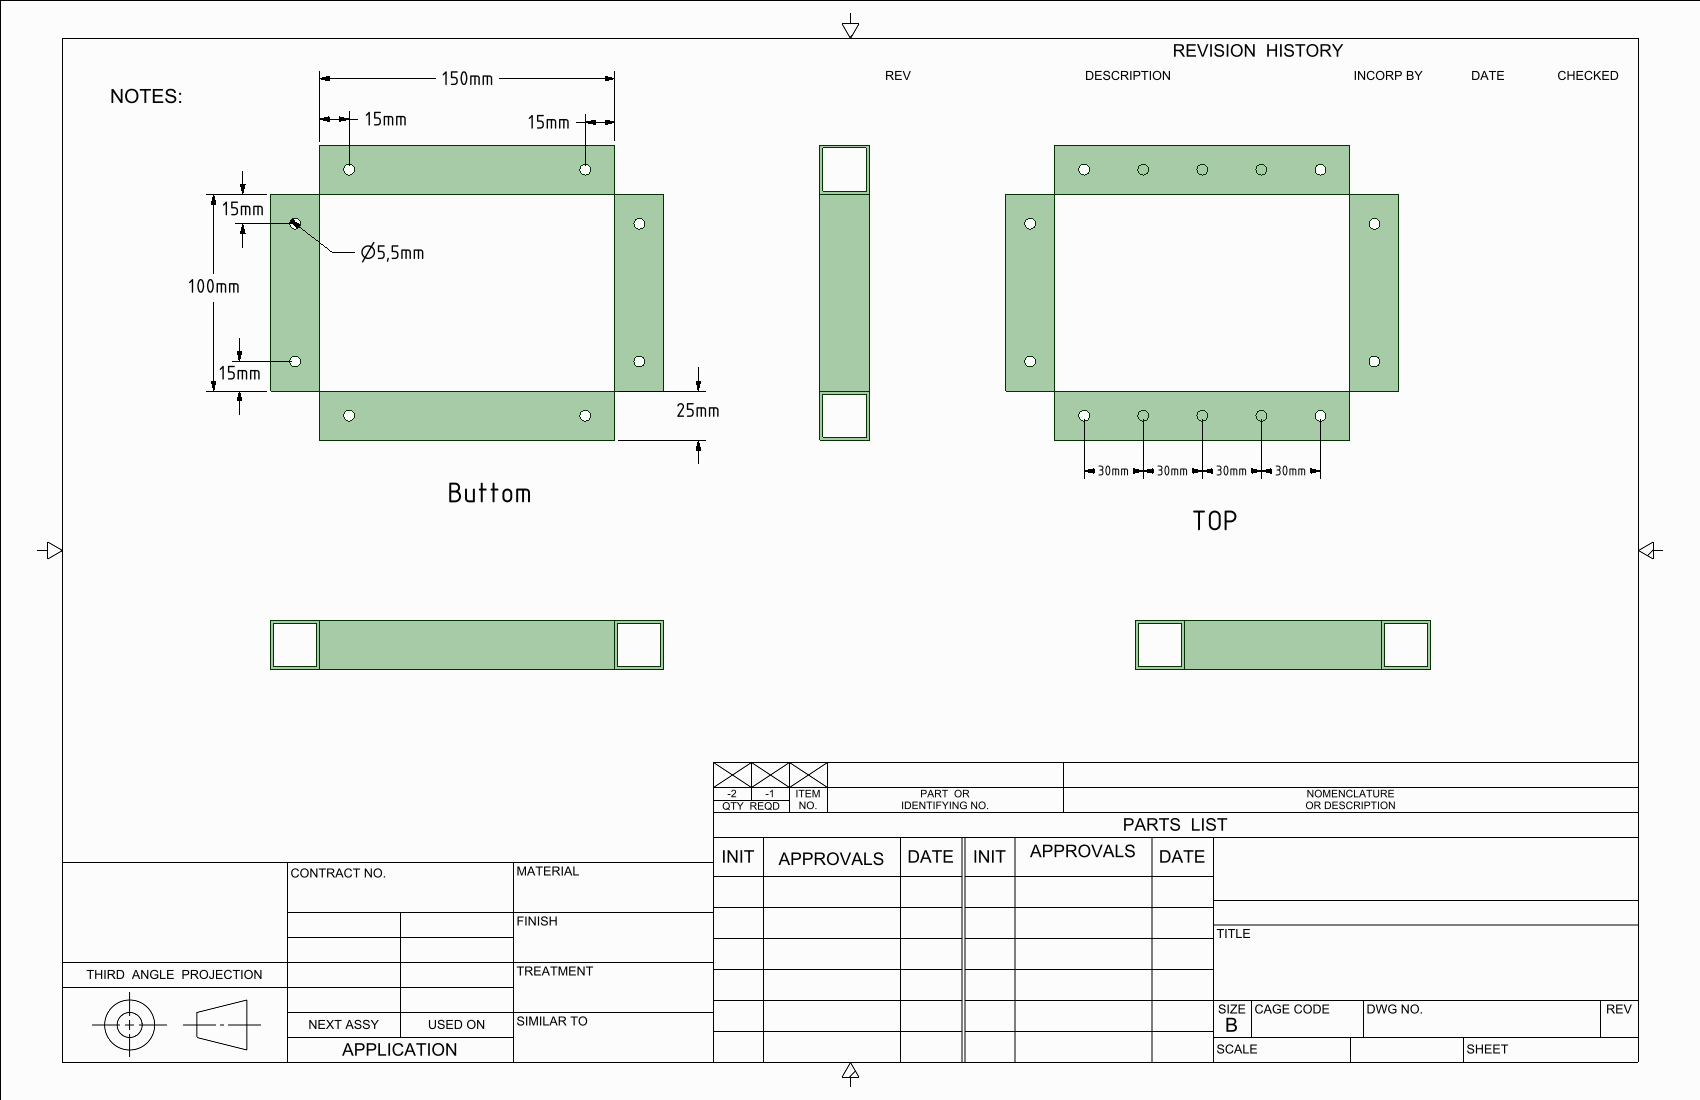 REVISION HISTORY
REV DESCRIPTION INCORP BY DATE CHECKED
NOTES:
150mm
15mm
15mm
15mm
Ø5,5mm
100mm
15mm
25mm
Buttom
30mm 30mm 30mm 30mm
TOP
-2 -1 ITEM NO.
QTY REQD
PART OR
IDENTIFYING NO.
NOMENCLATURE
OR DESCRIPTION
PARTS LIST
INIT APPROVALS DATE INIT APPROVALS DATE
CONTRACT NO.
MATERIAL
FINISH
TITLE
THIRD ANGLE PROJECTION
TREATMENT
SIZE
B
CAGE CODE
DWG NO.
REV
NEXT ASSY USED ON
SIMILAR TO
APPLICATION
SCALE
SHEET